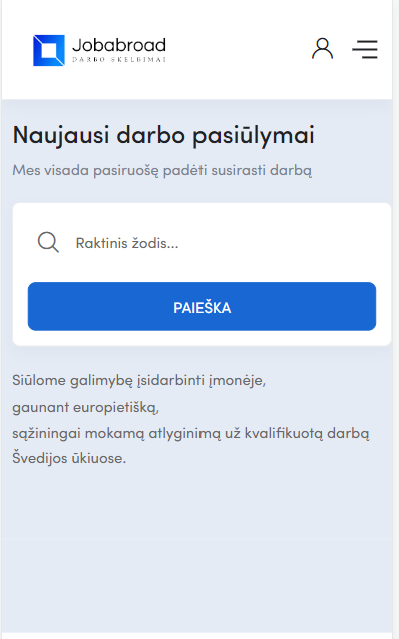 Jobabroad
DARBO SKELBIMAI
Naujausi darbo pasiūlymai
Mes visada pasiruošę padėti susirasti darbą
Raktinis žodis...
PAIEŠKA
Siūlome galimybę įsidarbinti įmonėje,
gaunant europietišką,
sąžiningai mokamą atlyginimą už kvalifikuotą darbą
Švedijos ūkiuose.